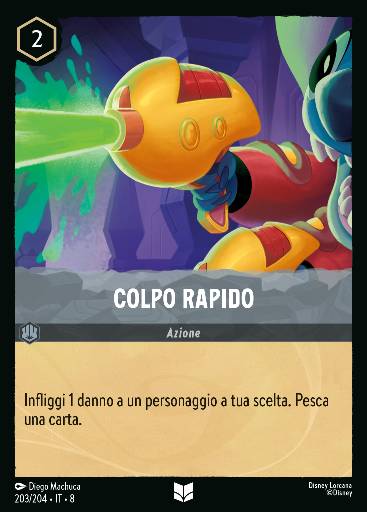 2
COLPO RAPIDO
Azione
Infliggi 1 danno a un personaggio a tua scelta. Pesca
una carta.
Diego Machuca
203/204 • IT • 8
Disney Lorcana
©Disney